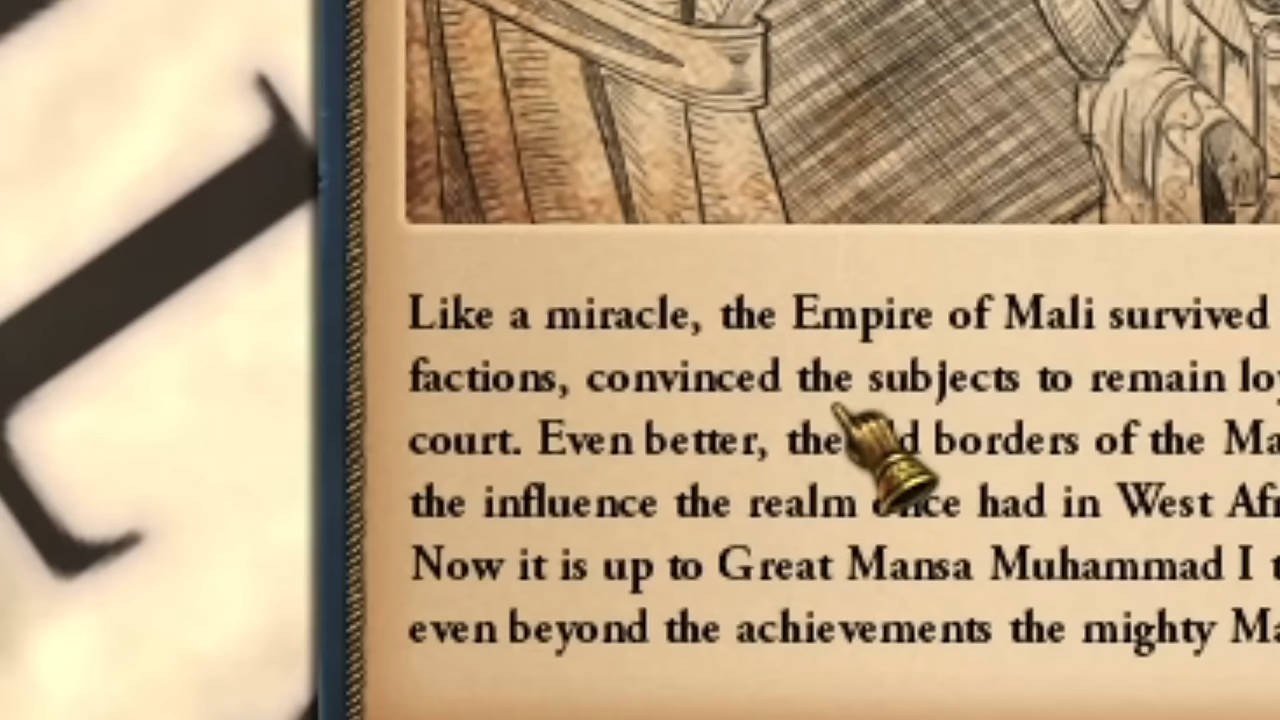 Like a miracle, the Empire of Mali survived
factions, convinced the subjects to remain
court. Even better, the borders of the
the influence the realm once had in West
Now it is up to Great Mansa Muhammad I
even beyond the achievements the mighty